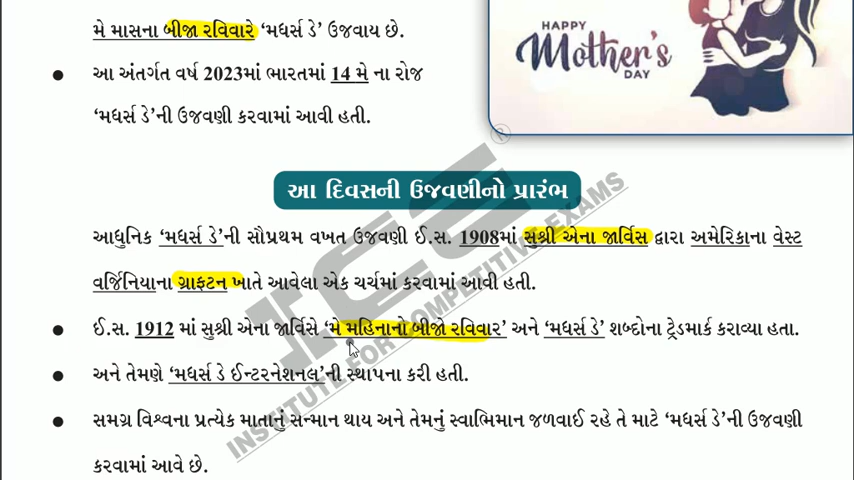 મે માસના બીજા રવિવારે ‘મધર્સ ડે’ ઉજવાય છે.
HAPPY
Mother's
DAY
● આ અંતર્ગત વર્ષ 2023માં ભારતમાં 14 મે ના રોજ
‘મધર્સ ડે’ની ઉજવણી કરવામાં આવી હતી.
આ દિવસની ઉજવણીનો પ્રારંભ
આધુનિક ‘મધર્સ ડે’ની સૌપ્રથમ વખત ઉજવણી ઈ.સ. 1908માં સુશ્રી એના જાર્વિસ દ્વારા અમેરિકાના વેસ્ટ
વર્જિનિયાના ગ્રાફટન ખાતે આવેલા એક ચર્ચમાં કરવામાં આવી હતી.
● ઈ.સ. 1912 માં સુશ્રી એના જાર્વિસે ‘મે મહિનાનો બીજો રવિવાર’ અને ‘મધર્સ ડે’ શબ્દોના ટ્રેડમાર્ક કરાવ્યા હતા.
● અને તેમણે ‘મધર્સ ડે ઈન્ટરનેશનલ’ની સ્થાપના કરી હતી.
● સમગ્ર વિશ્વના પ્રત્યેક માતાનું સન્માન થાય અને તેમનું સ્વાભિમાન જળવાઈ રહે તે માટે ‘મધર્સ ડે’ની ઉજવણી
કરવામાં આવે છે.
ICE ®
INSTITUTE FOR COMPETITIVE EXAMS